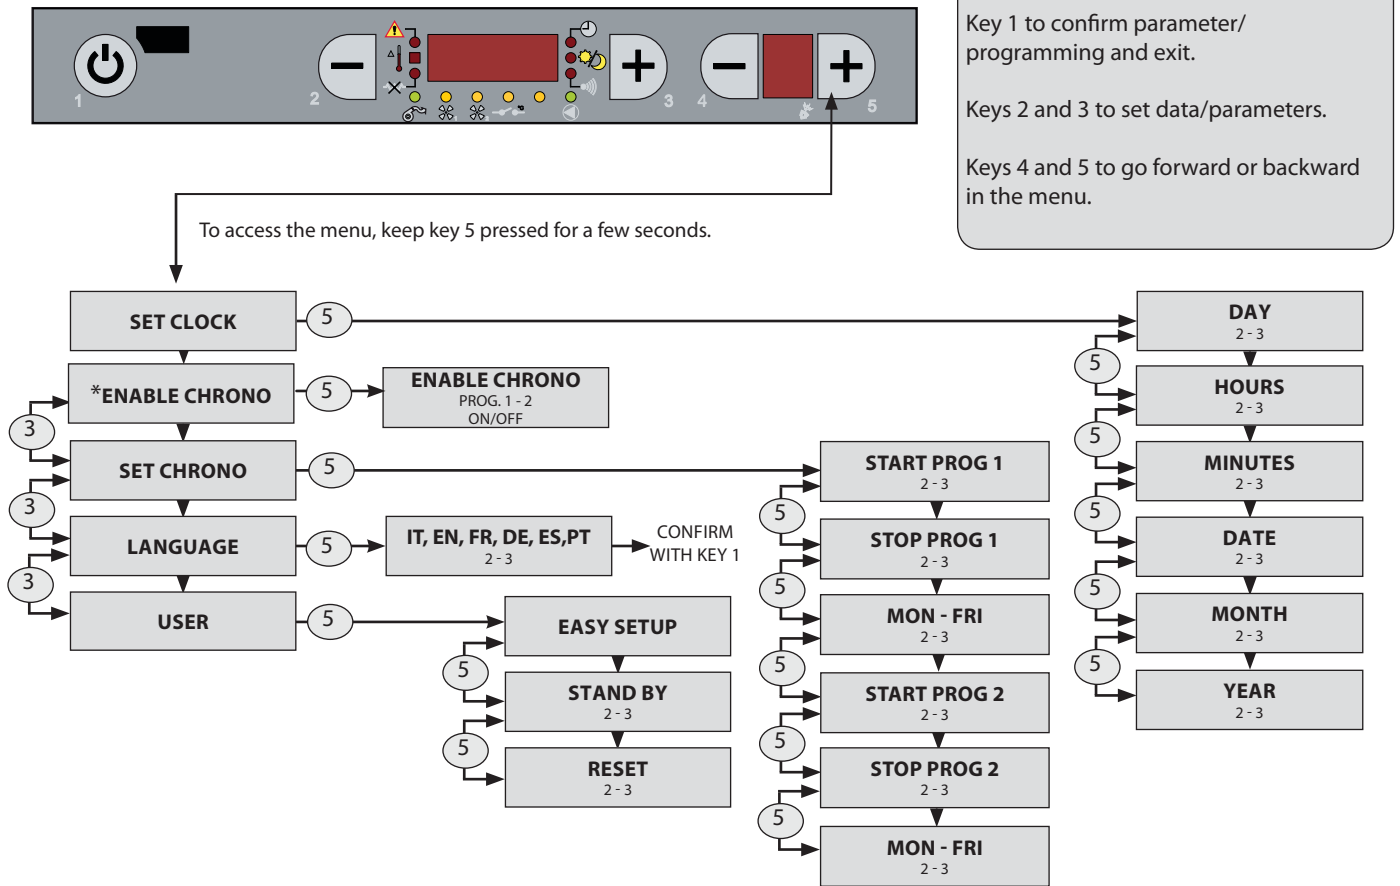 Key 1 to confirm parameter/
programming and exit.
Keys 2 and 3 to set data/parameters.
Keys 4 and 5 to go forward or backward
in the menu.
1
2
3
4
5
To access the menu, keep key 5 pressed for a few seconds.
SET CLOCK
5
*ENABLE CHRONO
5
ENABLE CHRONO
PROG. 1 - 2
ON/OFF
3
SET CHRONO
5
3
LANGUAGE
5
IT, EN, FR, DE, ES,PT
2 - 3
CONFIRM
WITH KEY 1
3
USER
5
EASY SETUP
5
STAND BY
2 - 3
5
RESET
2 - 3
START PROG 1
2 - 3
5
STOP PROG 1
2 - 3
5
MON - FRI
2 - 3
5
START PROG 2
2 - 3
5
STOP PROG 2
2 - 3
5
MON - FRI
2 - 3
DAY
2 - 3
5
HOURS
2 - 3
5
MINUTES
2 - 3
5
DATE
2 - 3
5
MONTH
2 - 3
5
YEAR
2 - 3